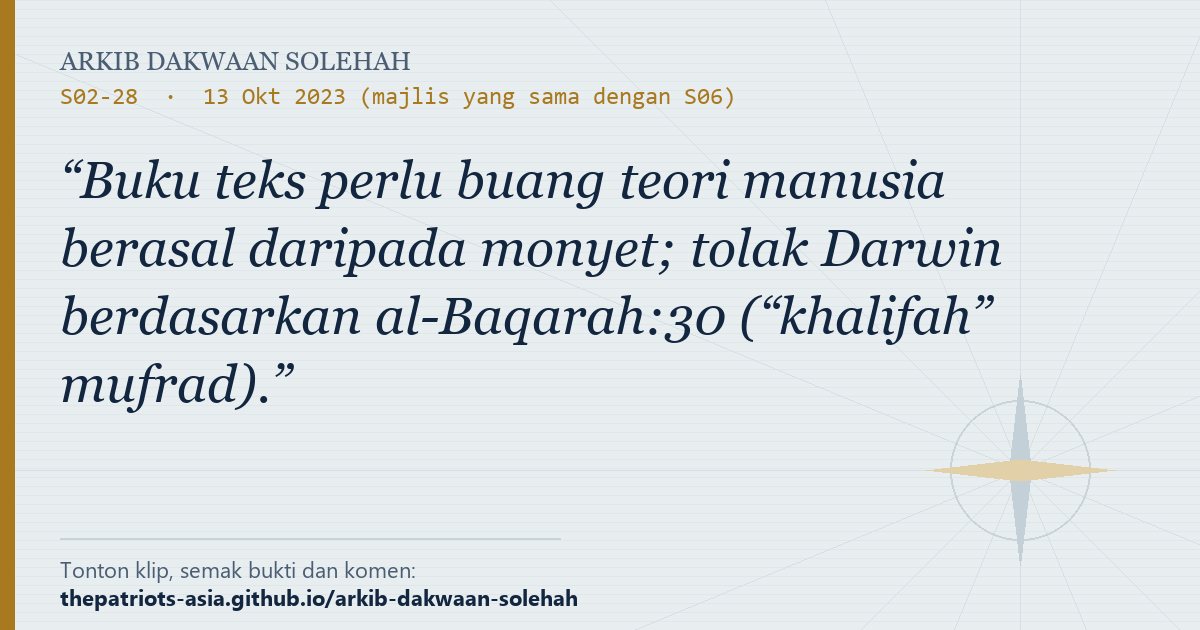 ARKIB DAKWAAN SOLEHAH
S02-28 · 13 Okt 2023 (majlis yang sama dengan S06)
“Buku teks perlu buang teori manusia
berasal daripada monyet; tolak Darwin
berdasarkan al-Baqarah:30 (“khalifah”
mufrad).”
Tonton klip, semak bukti dan komen:
thepatriots-asia.github.io/arkib-dakwaan-solehah